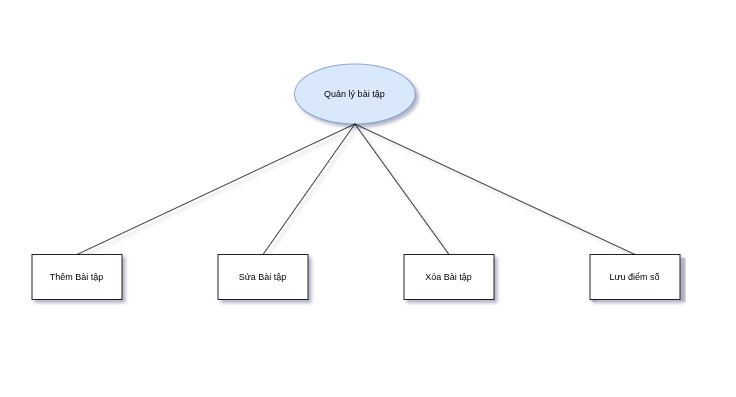 Quản lý bài tập
Thêm Bài tập
Sửa Bài tập
Xóa Bài tập
Lưu điểm số